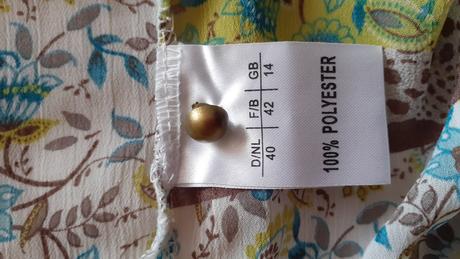 D/NL F/B GB
40 42 14
100% POLYESTER